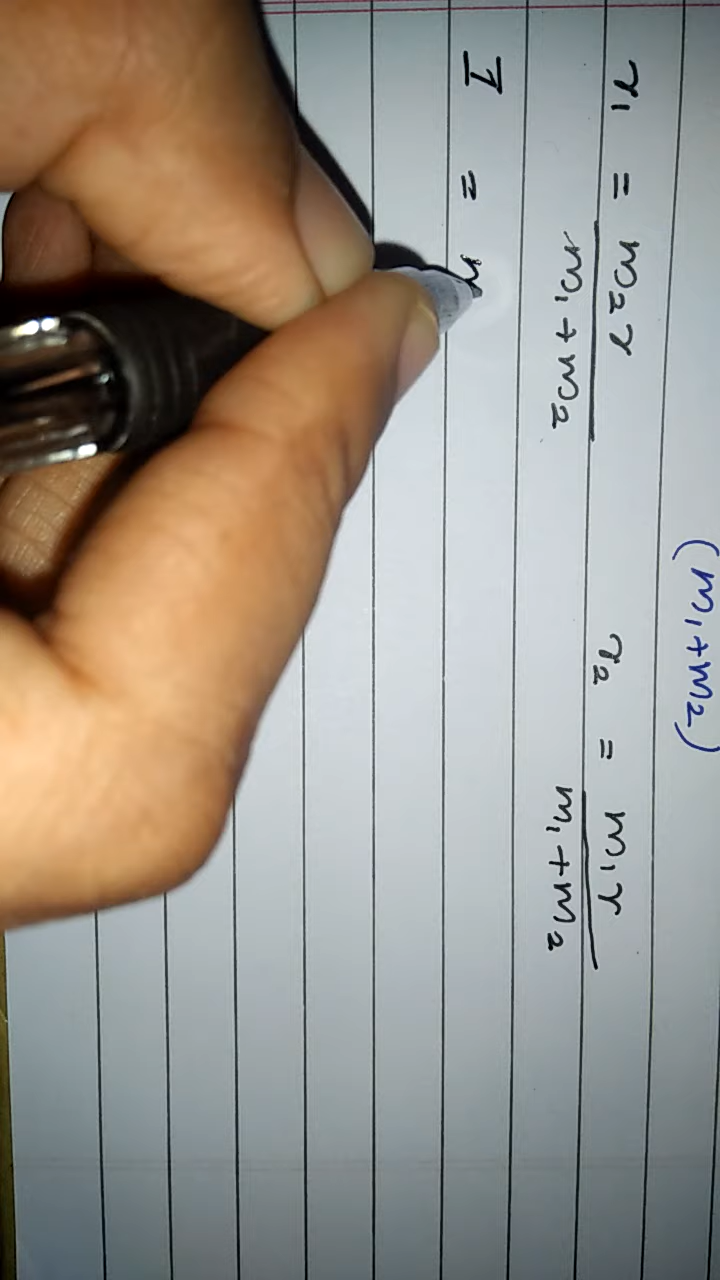 (m₁+m₂)
r₁ = m₂r r₂ = m₁r
m₁+m₂ m₁+m₂
I = m